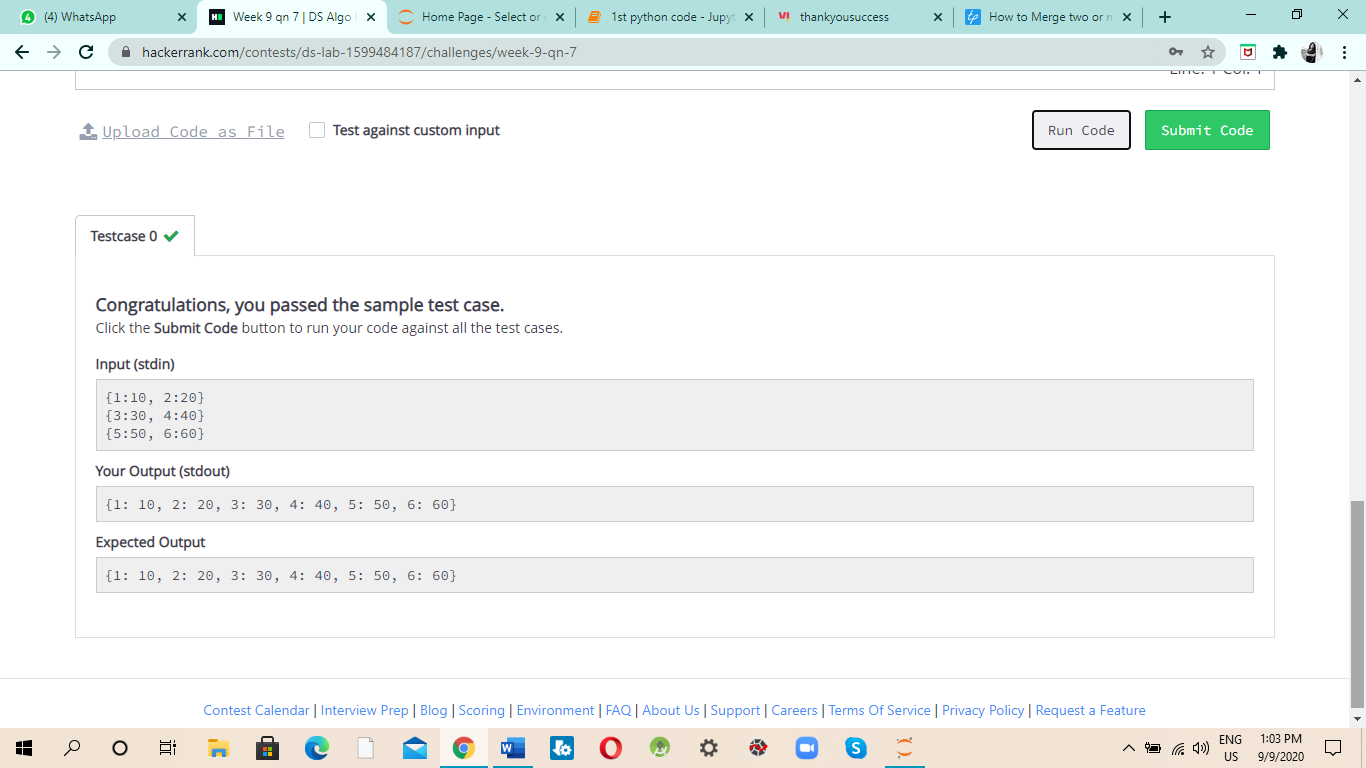 (4) WhatsApp
Week 9 qn 7 | DS Algo
Home Page - Select or
1st python code - Jupyt
thankyousuccess
How to Merge two or m
hackerrank.com/contests/ds-lab-1599484187/challenges/week-9-qn-7
Line: 1 Col: 1
Upload Code as File
Test against custom input
Run Code
Submit Code
Testcase 0
Congratulations, you passed the sample test case.
Click the Submit Code button to run your code against all the test cases.
Input (stdin)
{1:10, 2:20}
{3:30, 4:40}
{5:50, 6:60}
Your Output (stdout)
{1: 10, 2: 20, 3: 30, 4: 40, 5: 50, 6: 60}
Expected Output
{1: 10, 2: 20, 3: 30, 4: 40, 5: 50, 6: 60}
Contest Calendar | Interview Prep | Blog | Scoring | Environment | FAQ | About Us | Support | Careers | Terms Of Service | Privacy Policy | Request a Feature
ENG
US
1:03 PM
9/9/2020